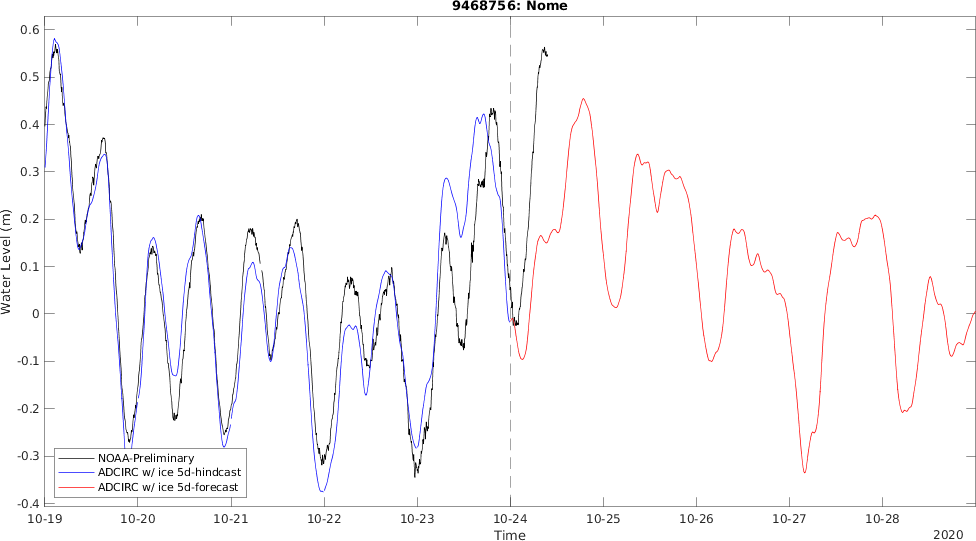 9468756: Nome
0.6
0.5
0.4
0.3
0.2
0.1
0
-0.1
-0.2
-0.3
-0.4
Water Level (m)
NOAA-Preliminary
ADCIRC w/ ice 5d-hindcast
ADCIRC w/ ice 5d-forecast
10-19 10-20 10-21 10-22 10-23 10-24 10-25 10-26 10-27 10-28
Time
2020